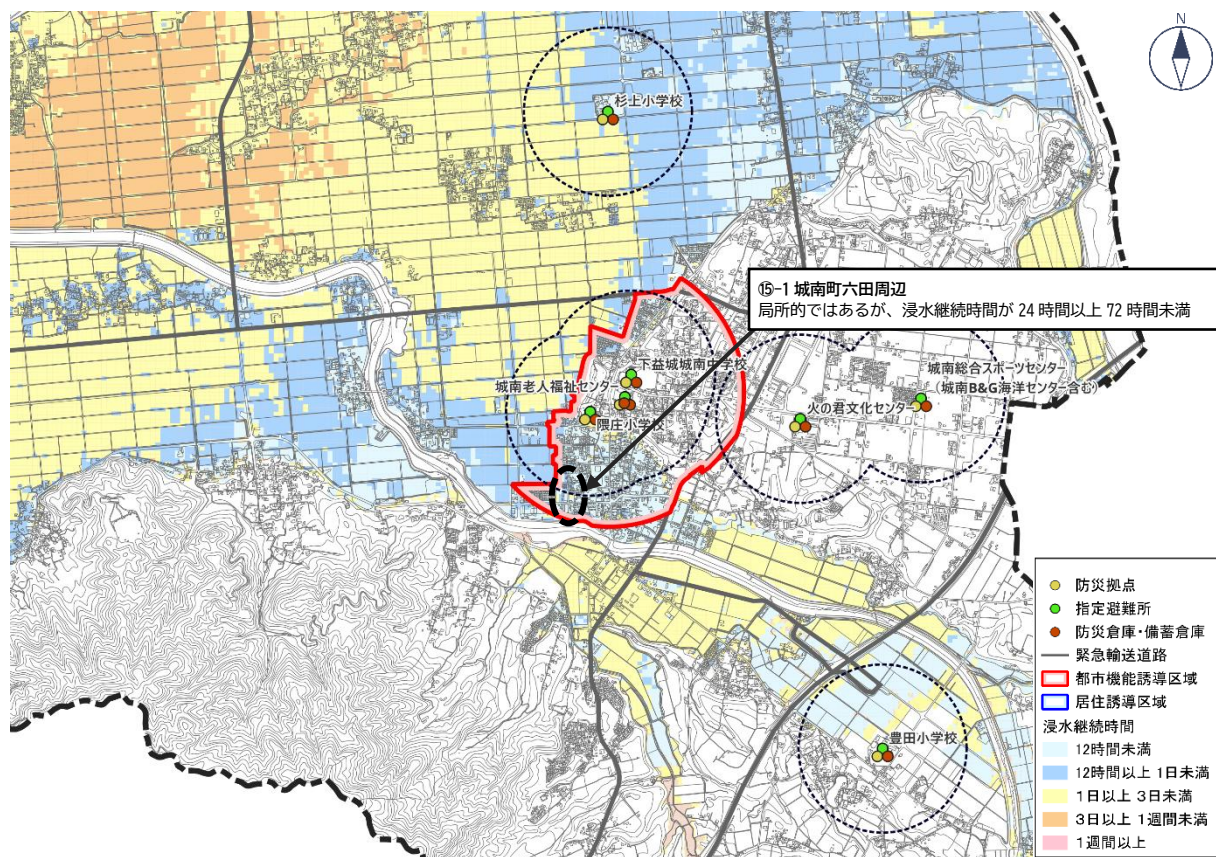 N
杉上小学校
⑮-1 城南町六田周辺
局所的ではあるが、浸水継続時間が 24 時間以上 72 時間未満
下益城城南中学校
城南老人福祉センター
隈庄小学校
火の君文化センター
城南総合スポーツセンター
（城南B&G海洋センター含む）
豊田小学校
防災拠点
指定避難所
防災倉庫・備蓄倉庫
緊急輸送道路
都市機能誘導区域
居住誘導区域
浸水継続時間
12時間未満
12時間以上 1日未満
1日以上 3日未満
3日以上 1週間未満
1週間以上